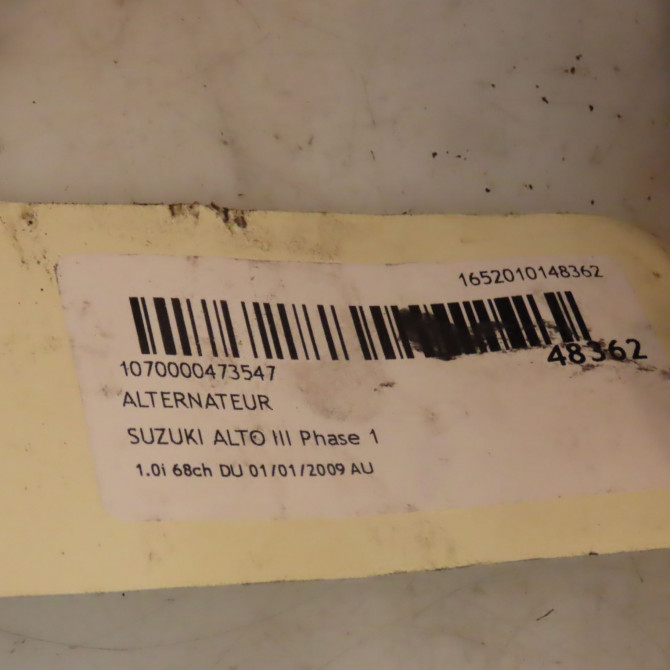 1652010148362
48362
1070000473547
ALTERNATEUR
SUZUKI ALTO III Phase 1
1.0i 68ch DU 01/01/2009 AU